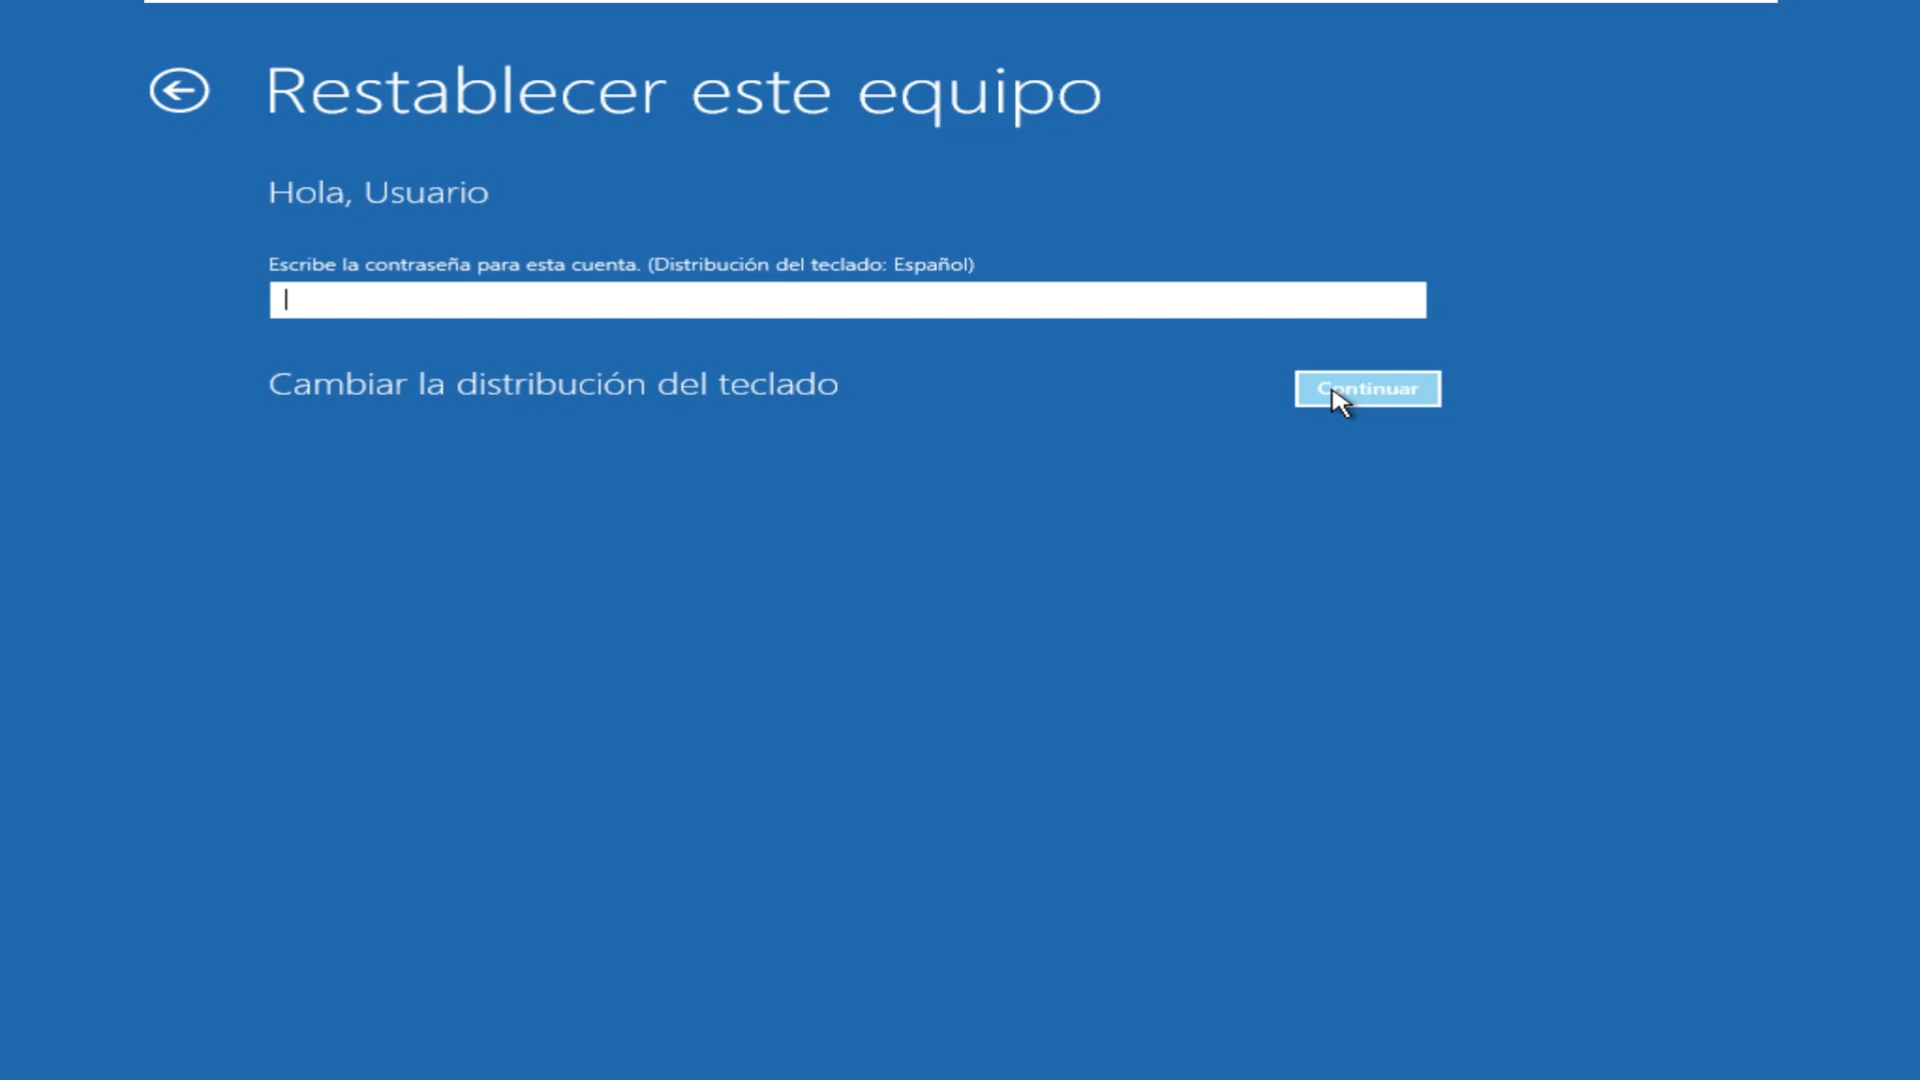 Restablecer este equipo
Hola, Usuario
Escribe la contraseña para esta cuenta. (Distribución del teclado: Español)
Cambiar la distribución del teclado
Continuar